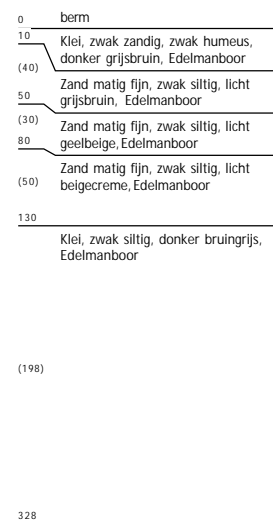 0 berm
10 Klei, zwak zandig, zwak humeus,
donker grijsbruin, Edelmanboor
(40)
Zand matig fijn, zwak siltig, licht
50 grijsbruin, Edelmanboor
(30) Zand matig fijn, zwak siltig, licht
80 geelbeige, Edelmanboor
Zand matig fijn, zwak siltig, licht
(50) beigecreme, Edelmanboor
130
Klei, zwak siltig, donker bruingrijs,
Edelmanboor
(198)
328